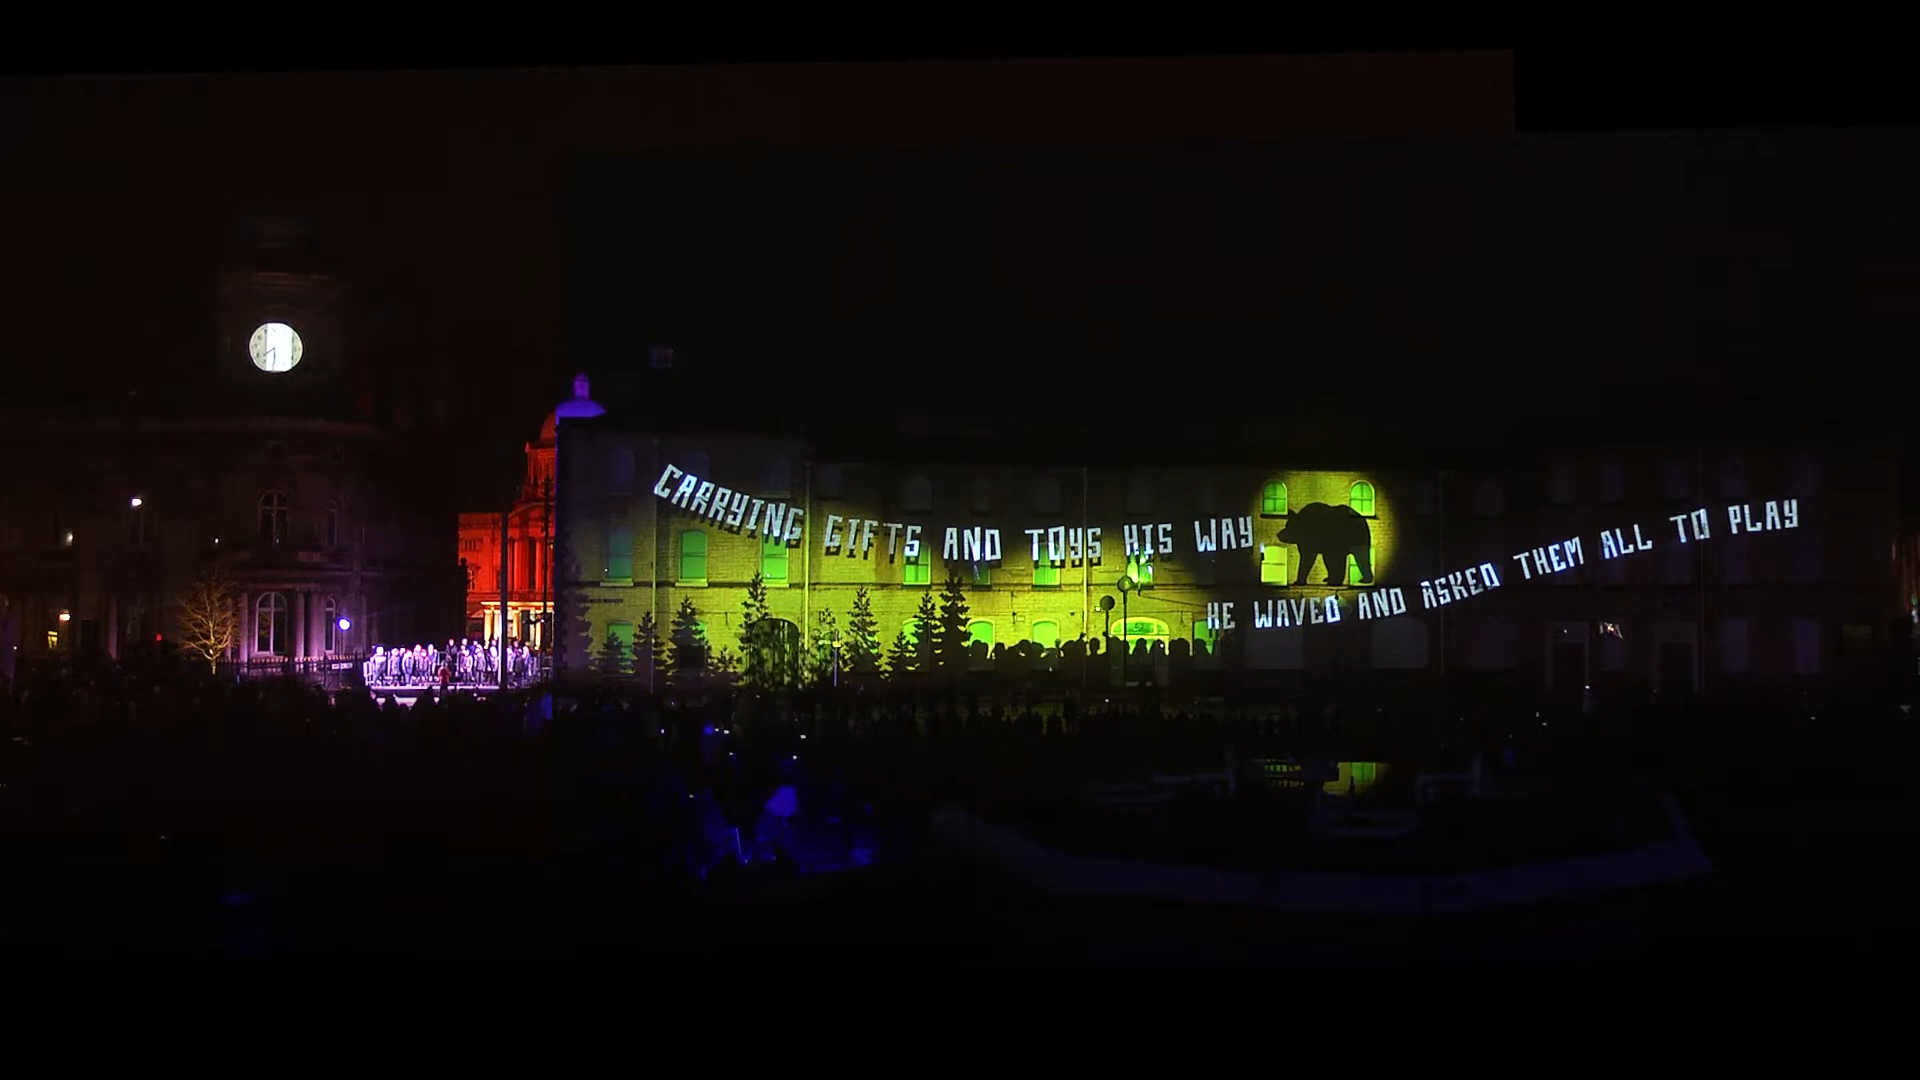 CARRYING GIFTS AND TOYS HIS WAY,
HE WAVED AND ASKED THEM ALL TO PLAY